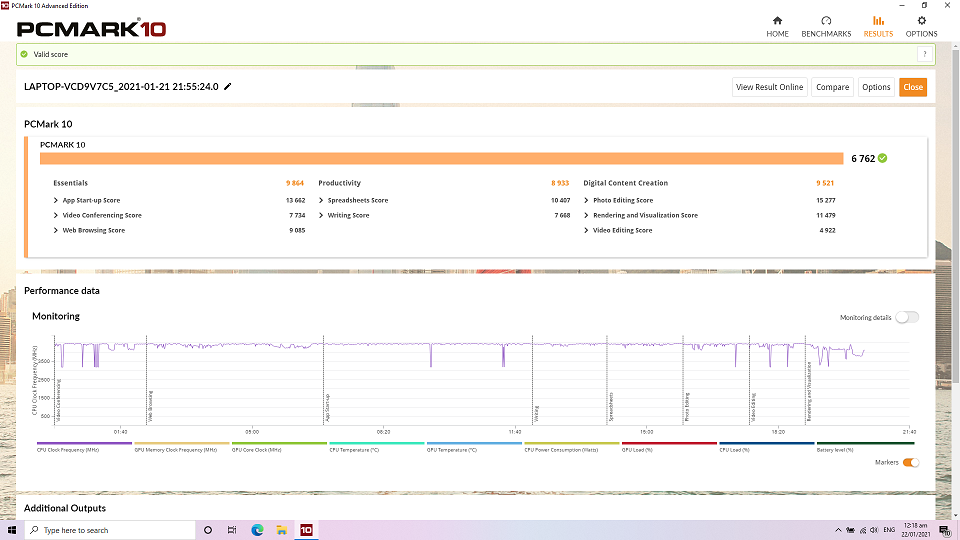 10 PCMark 10 Advanced Edition
PCMARK 10
HOME
BENCHMARKS
RESULTS
OPTIONS
Valid score
?
LAPTOP-VCD9V7C5_2021-01-21 21:55:24.0
View Result Online
Compare
Options
Close
PCMark 10
PCMARK 10
6 762
Essentials 9 864
App Start-up Score 13 662
Video Conferencing Score 7 734
Web Browsing Score 9 085
Productivity 8 933
Spreadsheets Score 10 407
Writing Score 7 668
Digital Content Creation 9 521
Photo Editing Score 15 277
Rendering and Visualization Score 11 479
Video Editing Score 4 922
Performance data
Monitoring
Monitoring details
CPU Clock Frequency (MHz)
3500
2500
1500
500
Video Conferencing
Web Browsing
App Start-up
Writing
Spreadsheets
Photo Editing
Video Editing
Rendering and Visualization
01:40
05:00
08:20
11:40
15:00
18:20
21:40
CPU Clock Frequency (MHz)
GPU Memory Clock Frequency (MHz)
GPU Core Clock (MHz)
CPU Temperature (°C)
GPU Temperature (°C)
CPU Power Consumption (Watts)
GPU Load (%)
CPU Load (%)
Battery level (%)
Markers
Additional Outputs
Type here to search
10
ENG
12:18 am
22/01/2021